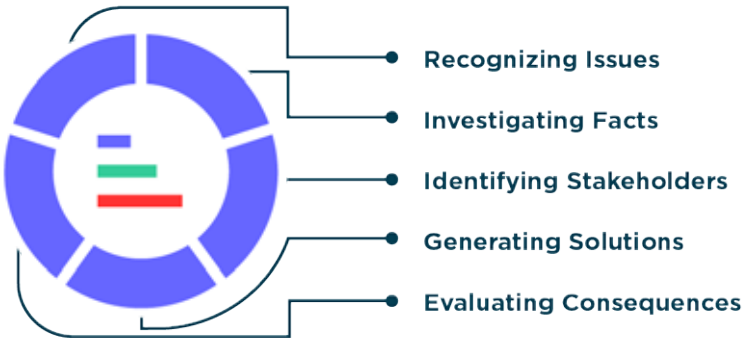 Recognizing Issues
Investigating Facts
Identifying Stakeholders
Generating Solutions
Evaluating Consequences